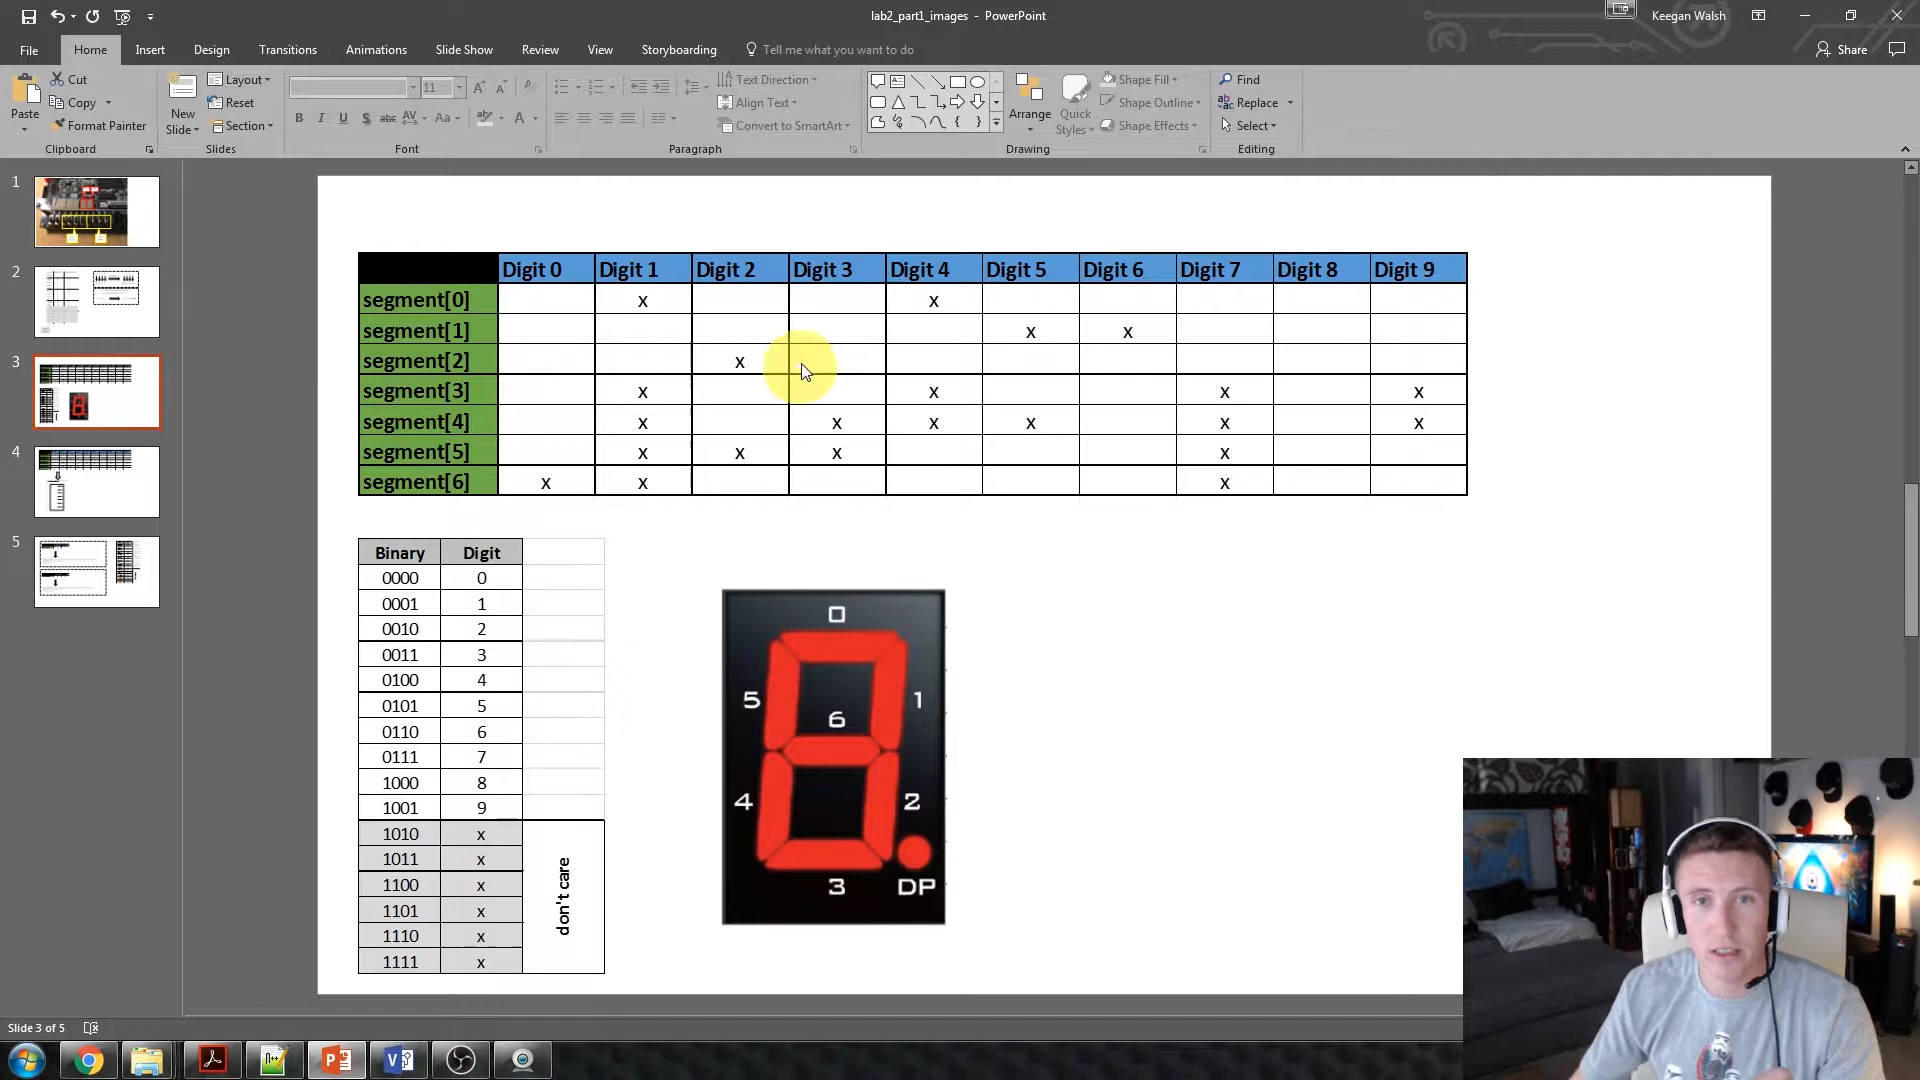 lab2_part1_images - PowerPoint
Keegan Walsh
File Home Insert Design Transitions Animations Slide Show Review View Storyboarding Tell me what you want to do
Share
Paste
Cut
Copy
Format Painter
Clipboard
New Slide
Layout
Reset
Section
Slides
11
Font
Text Direction
Align Text
Convert to SmartArt
Paragraph
Arrange
Quick Styles
Shape Fill
Shape Outline
Shape Effects
Drawing
Find
Replace
Select
Editing
1
2
3
4
5
Digit 0 Digit 1 Digit 2 Digit 3 Digit 4 Digit 5 Digit 6 Digit 7 Digit 8 Digit 9
segment[0] x x
segment[1] x x
segment[2] x
segment[3] x x x x
segment[4] x x x x x x
segment[5] x x x x
segment[6] x x x
Binary Digit
0000 0
0001 1
0010 2
0011 3
0100 4
0101 5
0110 6
0111 7
1000 8
1001 9
1010 x
1011 x
1100 x
1101 x
1110 x
1111 x
don't care
0
5 1
6
4 2
3 DP
Slide 3 of 5